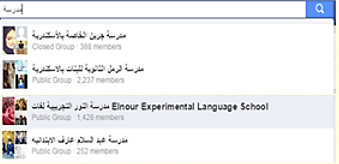 مدرسة
مدرسة جرين الخاصة بالأسكندرية
Closed Group · 388 members
مدرسة الرمل الثانوية للبنات بالاسكندرية
Public Group · 2,237 members
مدرسة النور التجريبية لغات Elnour Experimental Language School
Public Group · 1,428 members
مدرسة عبد السلام عارف الابتدائيه
Public Group · 252 members